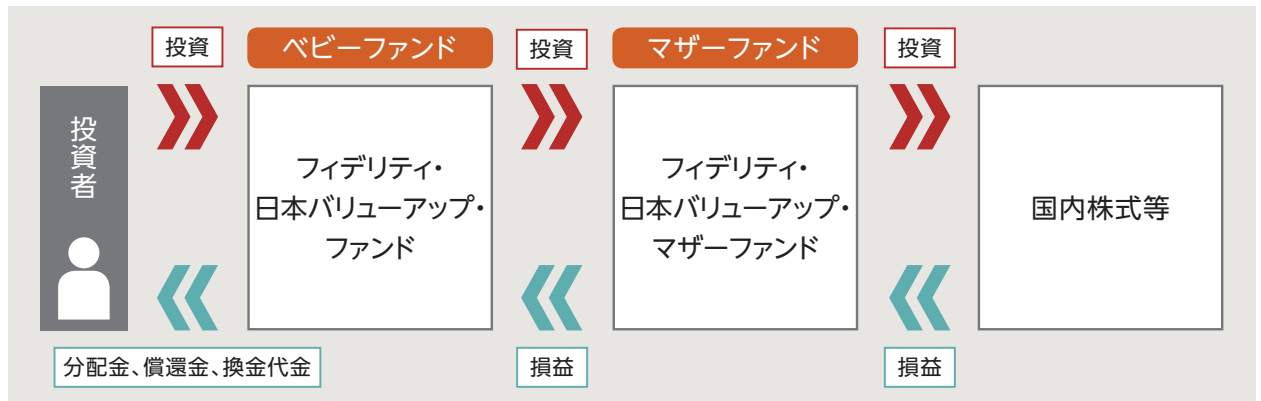 投資
ベビーファンド
投資
マザーファンド
投資
投資者
フィデリティ・
日本バリューアップ・
ファンド
フィデリティ・
日本バリューアップ・
マザーファンド
国内株式等
分配金、償還金、換金代金
損益
損益